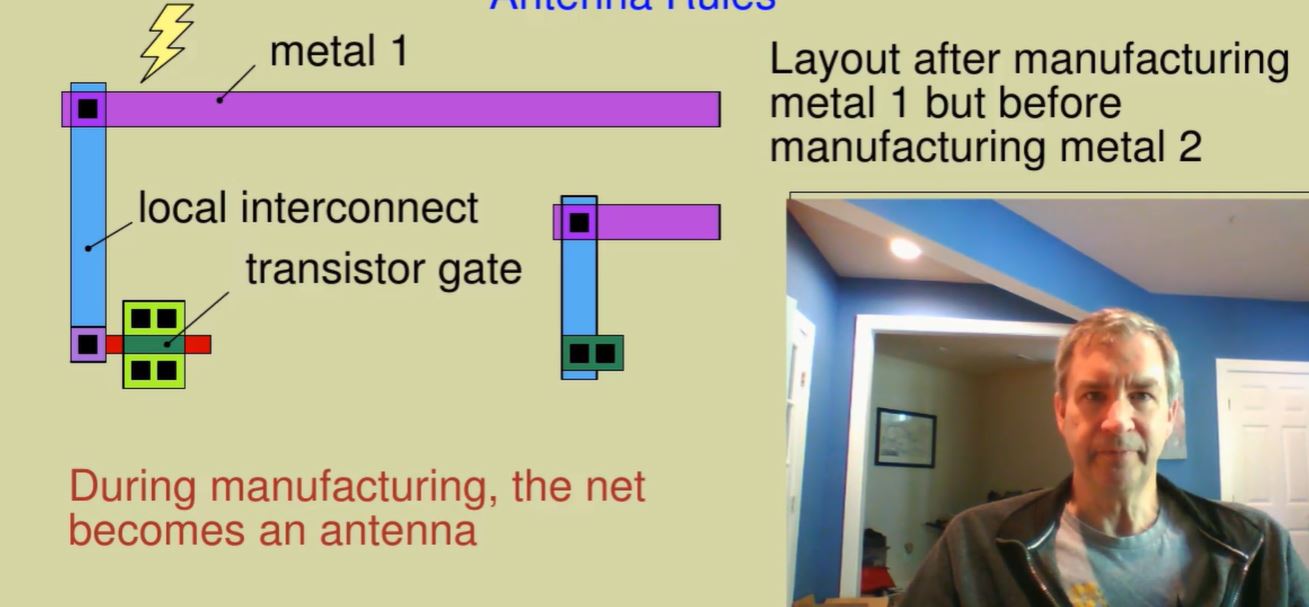 Antenna Rules
metal 1
Layout after manufacturing
metal 1 but before
manufacturing metal 2
local interconnect
transistor gate
During manufacturing, the net
becomes an antenna